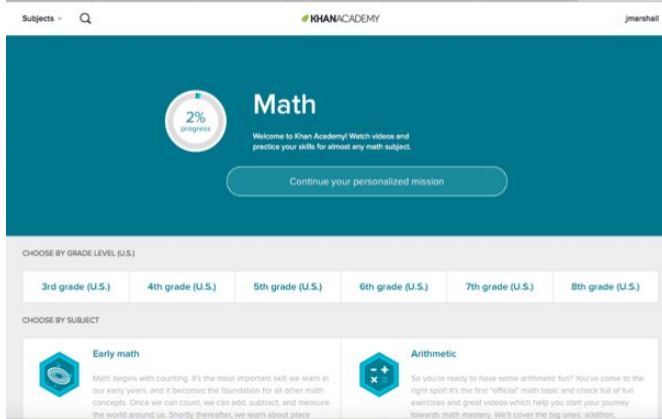 Subjects
KHANACADEMY
jmarshall
2%
progress
Math
Welcome to Khan Academy! Watch videos and
practice your skills for almost any math subject.
Continue your personalized mission
CHOOSE BY GRADE LEVEL (U.S.)
3rd grade (U.S.)
4th grade (U.S.)
5th grade (U.S.)
6th grade (U.S.)
7th grade (U.S.)
8th grade (U.S.)
CHOOSE BY SUBJECT
Early math
Math begins with counting. It's the most important skill we learn in
our early years, and it becomes the foundation for all other math
concepts. Once we can count, we can add, subtract, and measure
the world around us. Shortly thereafter, we learn about place
Arithmetic
So you're ready to have some arithmetic fun? You've come to the
right spot! It's the first "official" math topic and chock full of fun
exercises and great videos which help you start your journey
towards math mastery. We'll cover the big ones: addition,